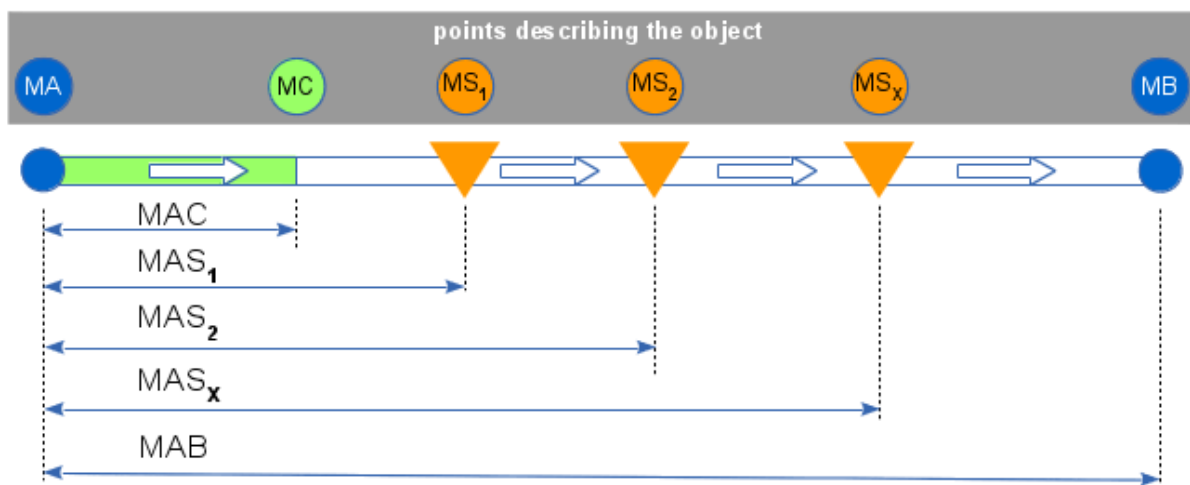 points describing the object
MA MC MS₁ MS₂ MSₓ MB
MAC
MAS₁
MAS₂
MASₓ
MAB